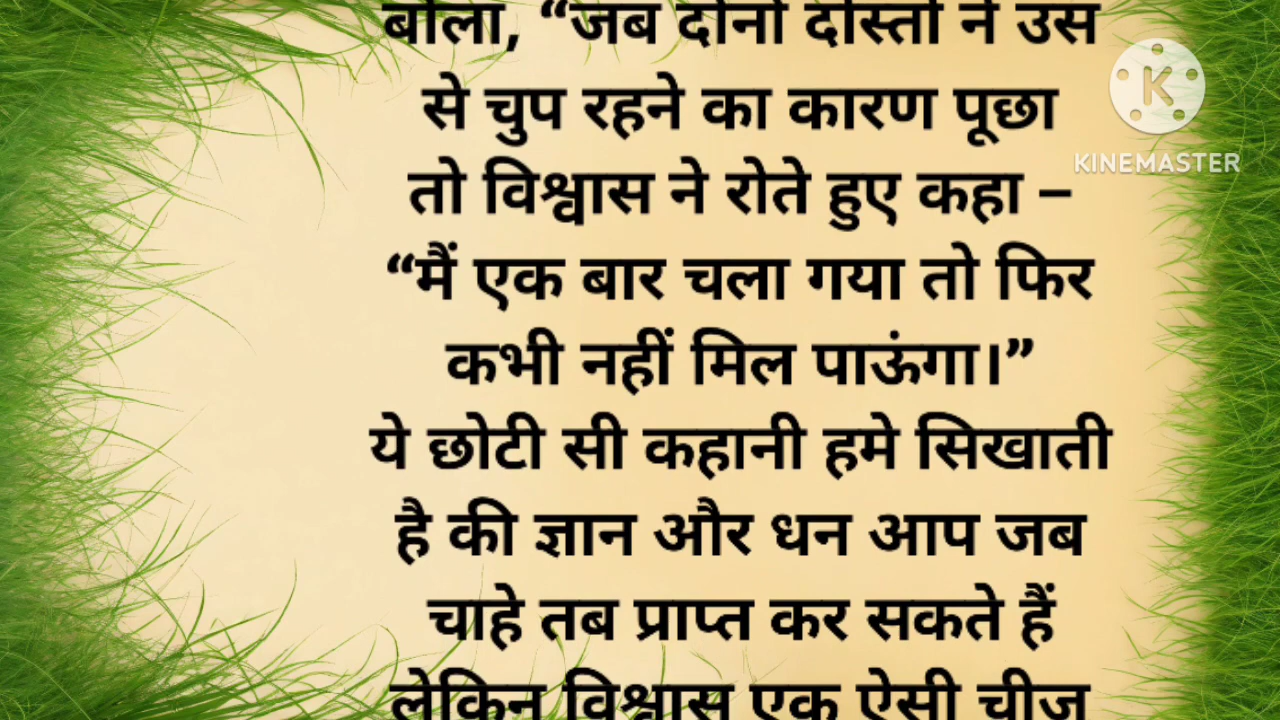 बोला, “जब दोनो दोस्तो ने उस
से चुप रहने का कारण पूछा
तो विश्वास ने रोते हुए कहा –
“मैं एक बार चला गया तो फिर
कभी नहीं मिल पाऊंगा।”
ये छोटी सी कहानी हमे सिखाती
है की ज्ञान और धन आप जब
चाहे तब प्राप्त कर सकते हैं
लेकिन विश्वास एक ऐसी चीज
K
KINEMASTER